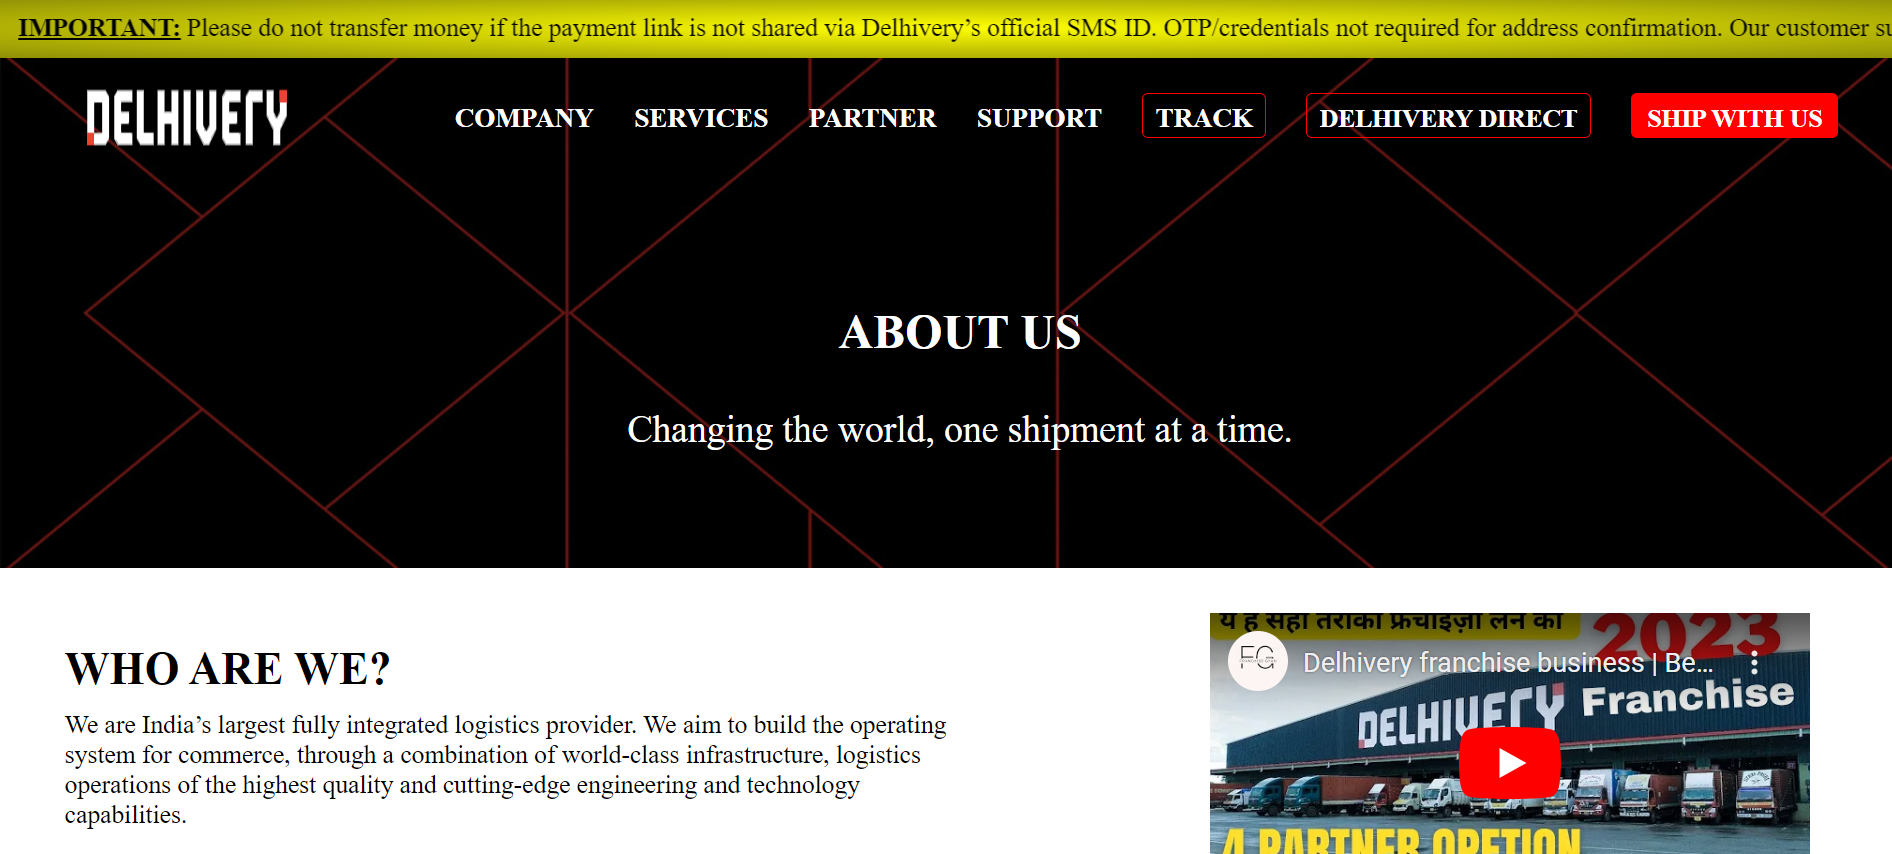 IMPORTANT: Please do not transfer money if the payment link is not shared via Delhivery’s official SMS ID. OTP/credentials not required for address confirmation. Our customer
DELHIVERY
COMPANY SERVICES PARTNER SUPPORT TRACK DELHIVERY DIRECT SHIP WITH US
ABOUT US
Changing the world, one shipment at a time.
WHO ARE WE?
We are India’s largest fully integrated logistics provider. We aim to build the operating
system for commerce, through a combination of world-class infrastructure, logistics
operations of the highest quality and cutting-edge engineering and technology
capabilities.
ये है सही तरीका फ्रेंचाइज़ी लेने का
2023
FG
Delhivery franchise business | Be...
DELHIVERY Franchise
4 PARTNER OPETION